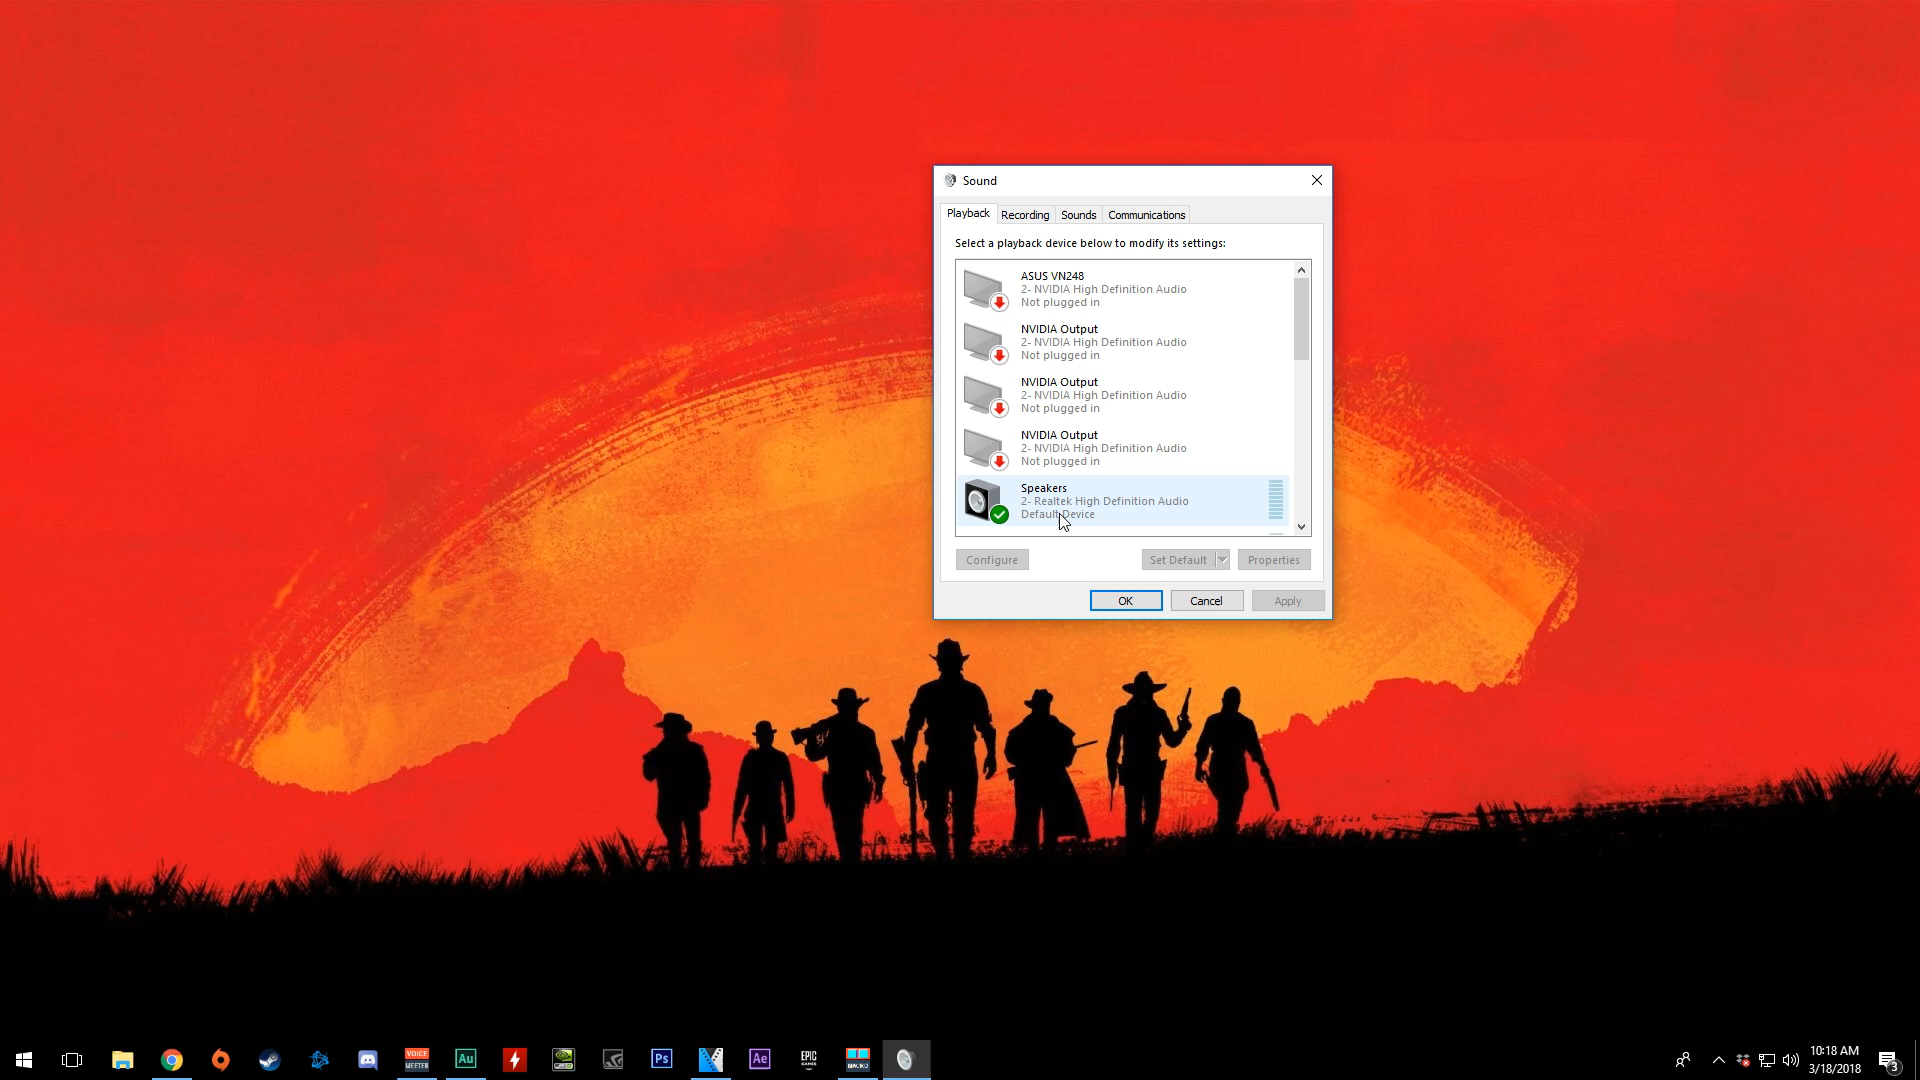 Sound
Playback
Recording
Sounds
Communications
Select a playback device below to modify its settings:
ASUS VN248
2- NVIDIA High Definition Audio
Not plugged in
NVIDIA Output
2- NVIDIA High Definition Audio
Not plugged in
NVIDIA Output
2- NVIDIA High Definition Audio
Not plugged in
NVIDIA Output
2- NVIDIA High Definition Audio
Not plugged in
Speakers
2- Realtek High Definition Audio
Default Device
Configure
Set Default
Properties
OK
Cancel
Apply
VOICE
MEETER
Au
Ps
Ae
EPIC
GAMES
MACRO
10:18 AM
3/18/2018
3